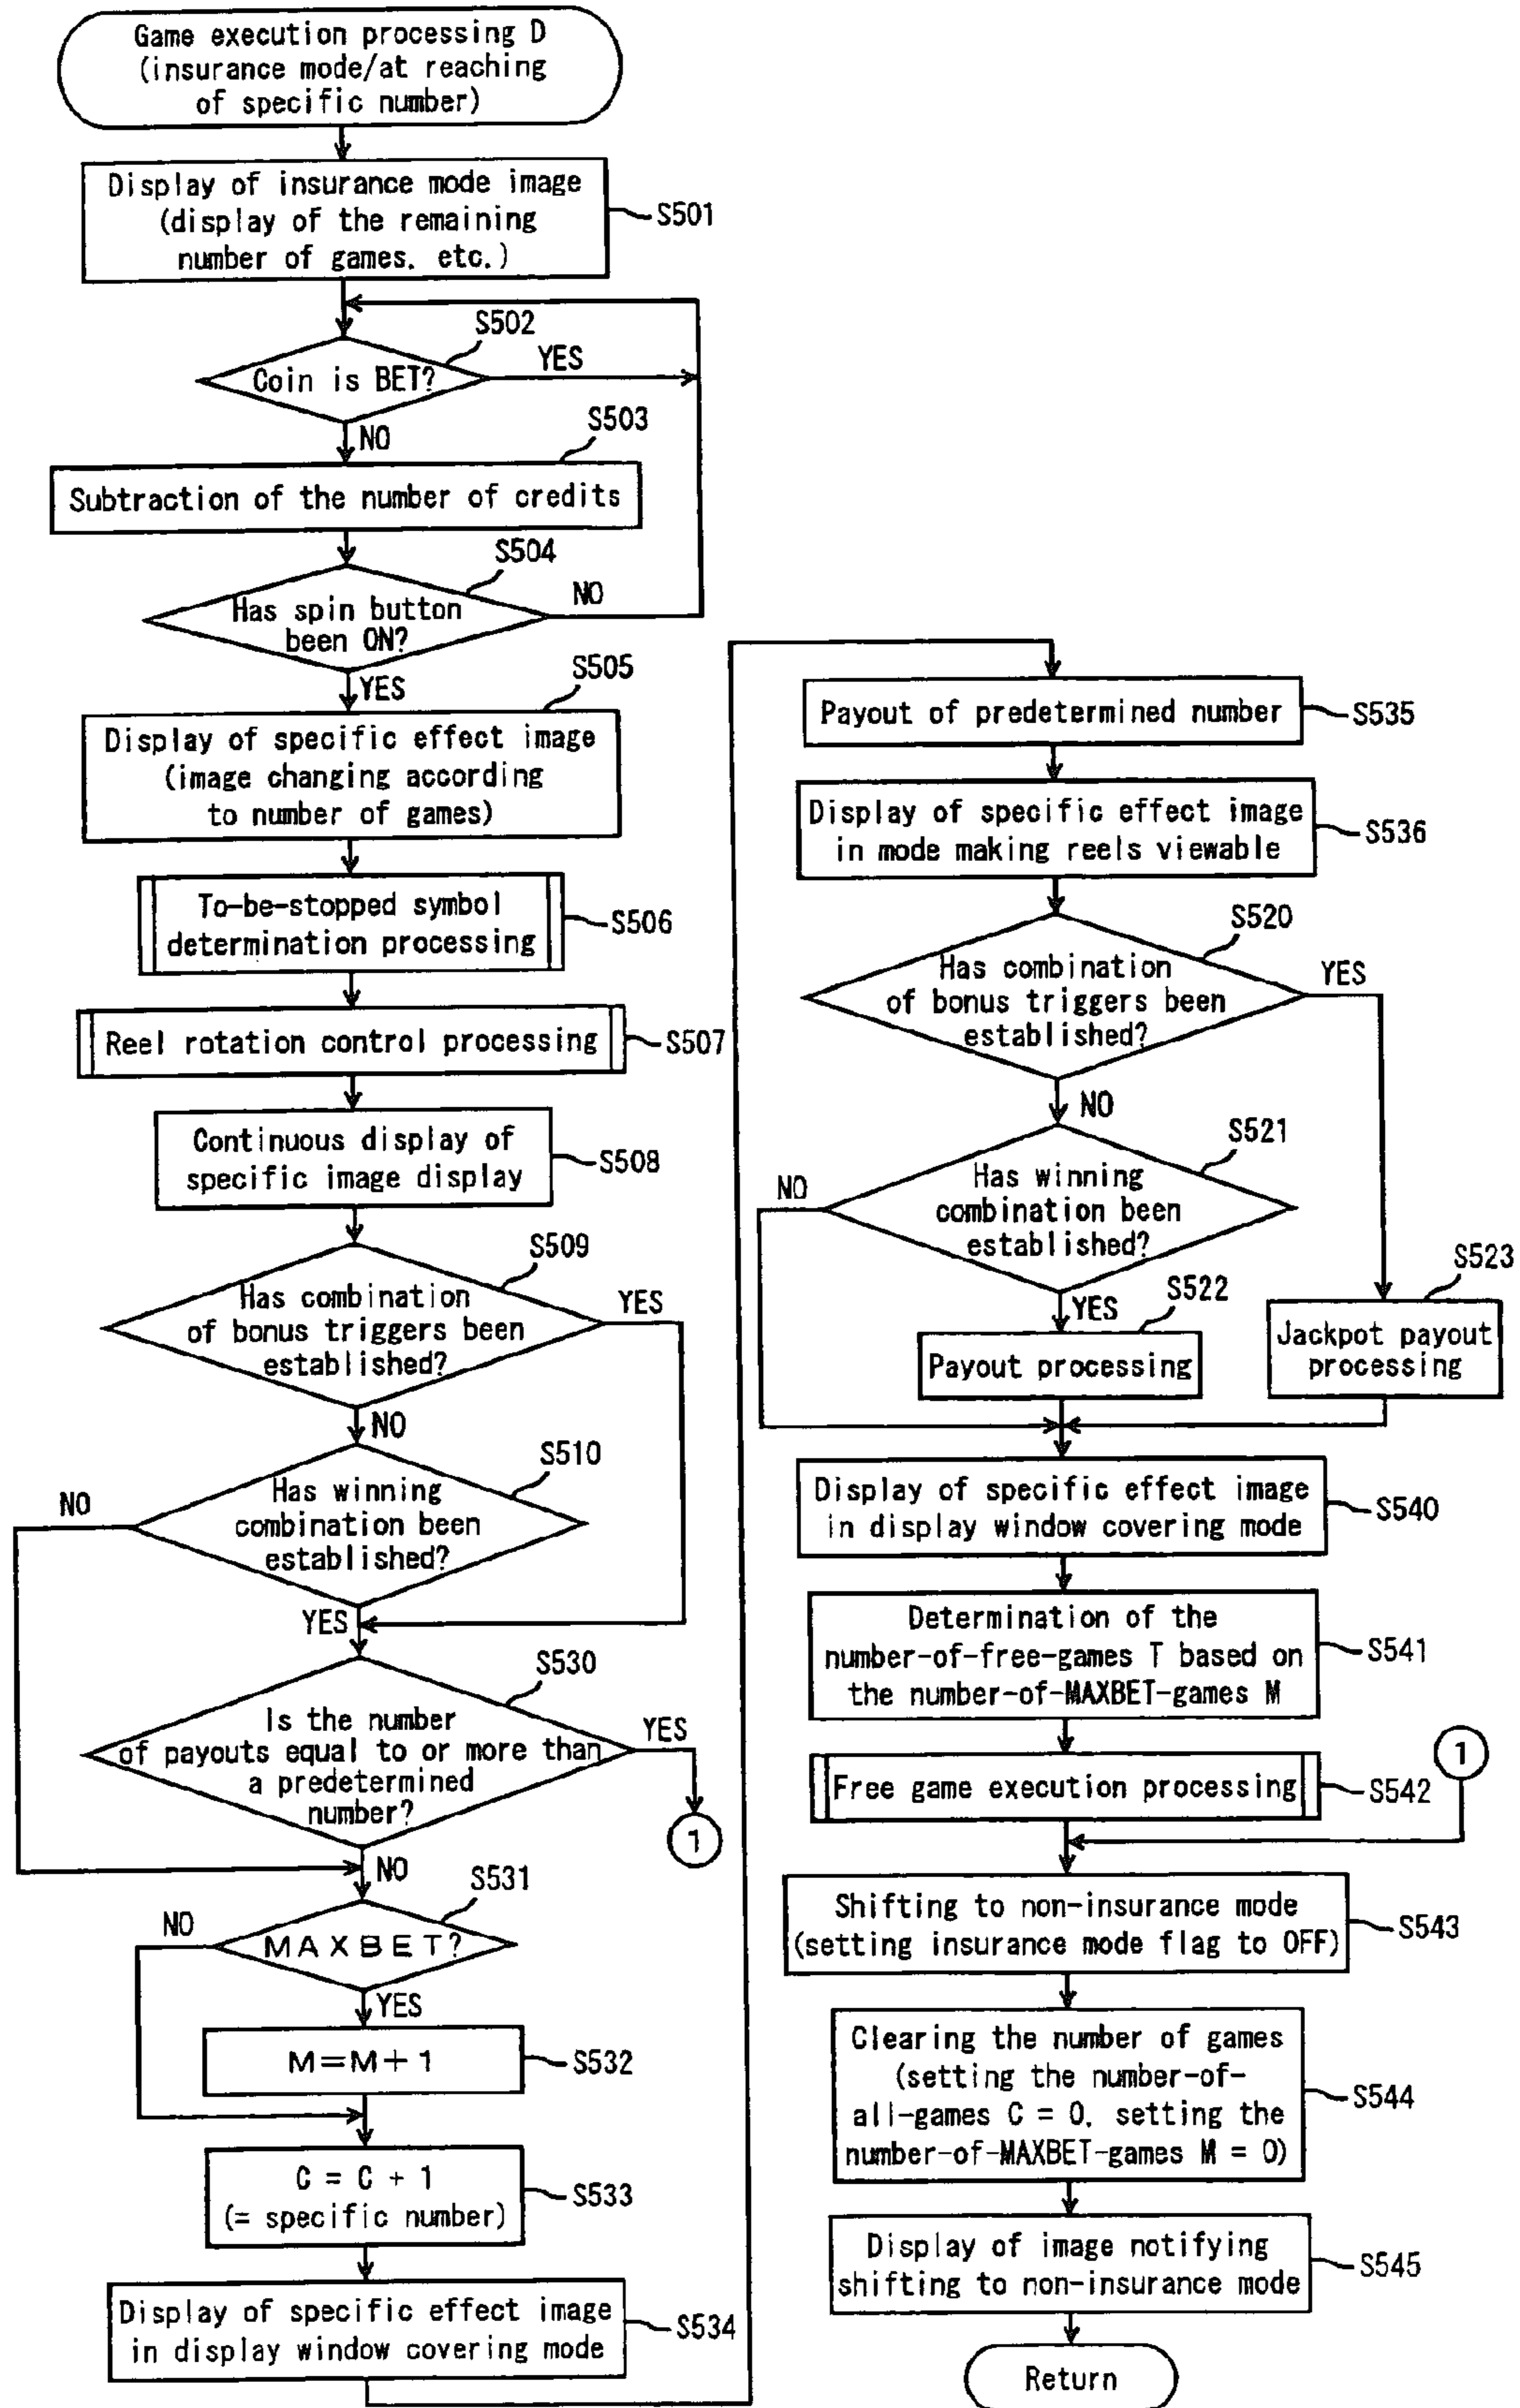 Game execution processing D
(insurance mode/at reaching
of specific number)
Display of insurance mode image
(display of the remaining
number of games. etc.)
S501
S502
Coin is BET?
YES
NO
S503
Subtraction of the number of credits
S504
Has spin button
been ON?
NO
YES
S505
Display of specific effect image
(image changing according
to number of games)
To-be-stopped symbol
determination processing
S506
Reel rotation control processing
S507
Continuous display of
specific image display
S508
S509
Has combination
of bonus triggers been
established?
YES
NO
S510
Has winning
combination been
established?
NO
YES
S530
Is the number
of payouts equal to or more than
a predetermined
number?
YES
1
NO
S531
MAXBET?
NO
YES
M=M+1
S532
C = C + 1
(= specific number)
S533
Display of specific effect image
in display window covering mode
S534
Payout of predetermined number
S535
Display of specific effect image
in mode making reels viewable
S536
S520
Has combination
of bonus triggers been
established?
YES
NO
S521
Has winning
combination been
established?
NO
YES
S522
Payout processing
S523
Jackpot payout
processing
Display of specific effect image
in display window covering mode
S540
Determination of the
number-of-free-games T based on
the number-of-MAXBET-games M
S541
1
Free game execution processing
S542
Shifting to non-insurance mode
(setting insurance mode flag to OFF)
S543
Clearing the number of games
(setting the number-of-
all-games C = 0. setting the
number-of-MAXBET-games M = 0)
S544
Display of image notifying
shifting to non-insurance mode
S545
Return